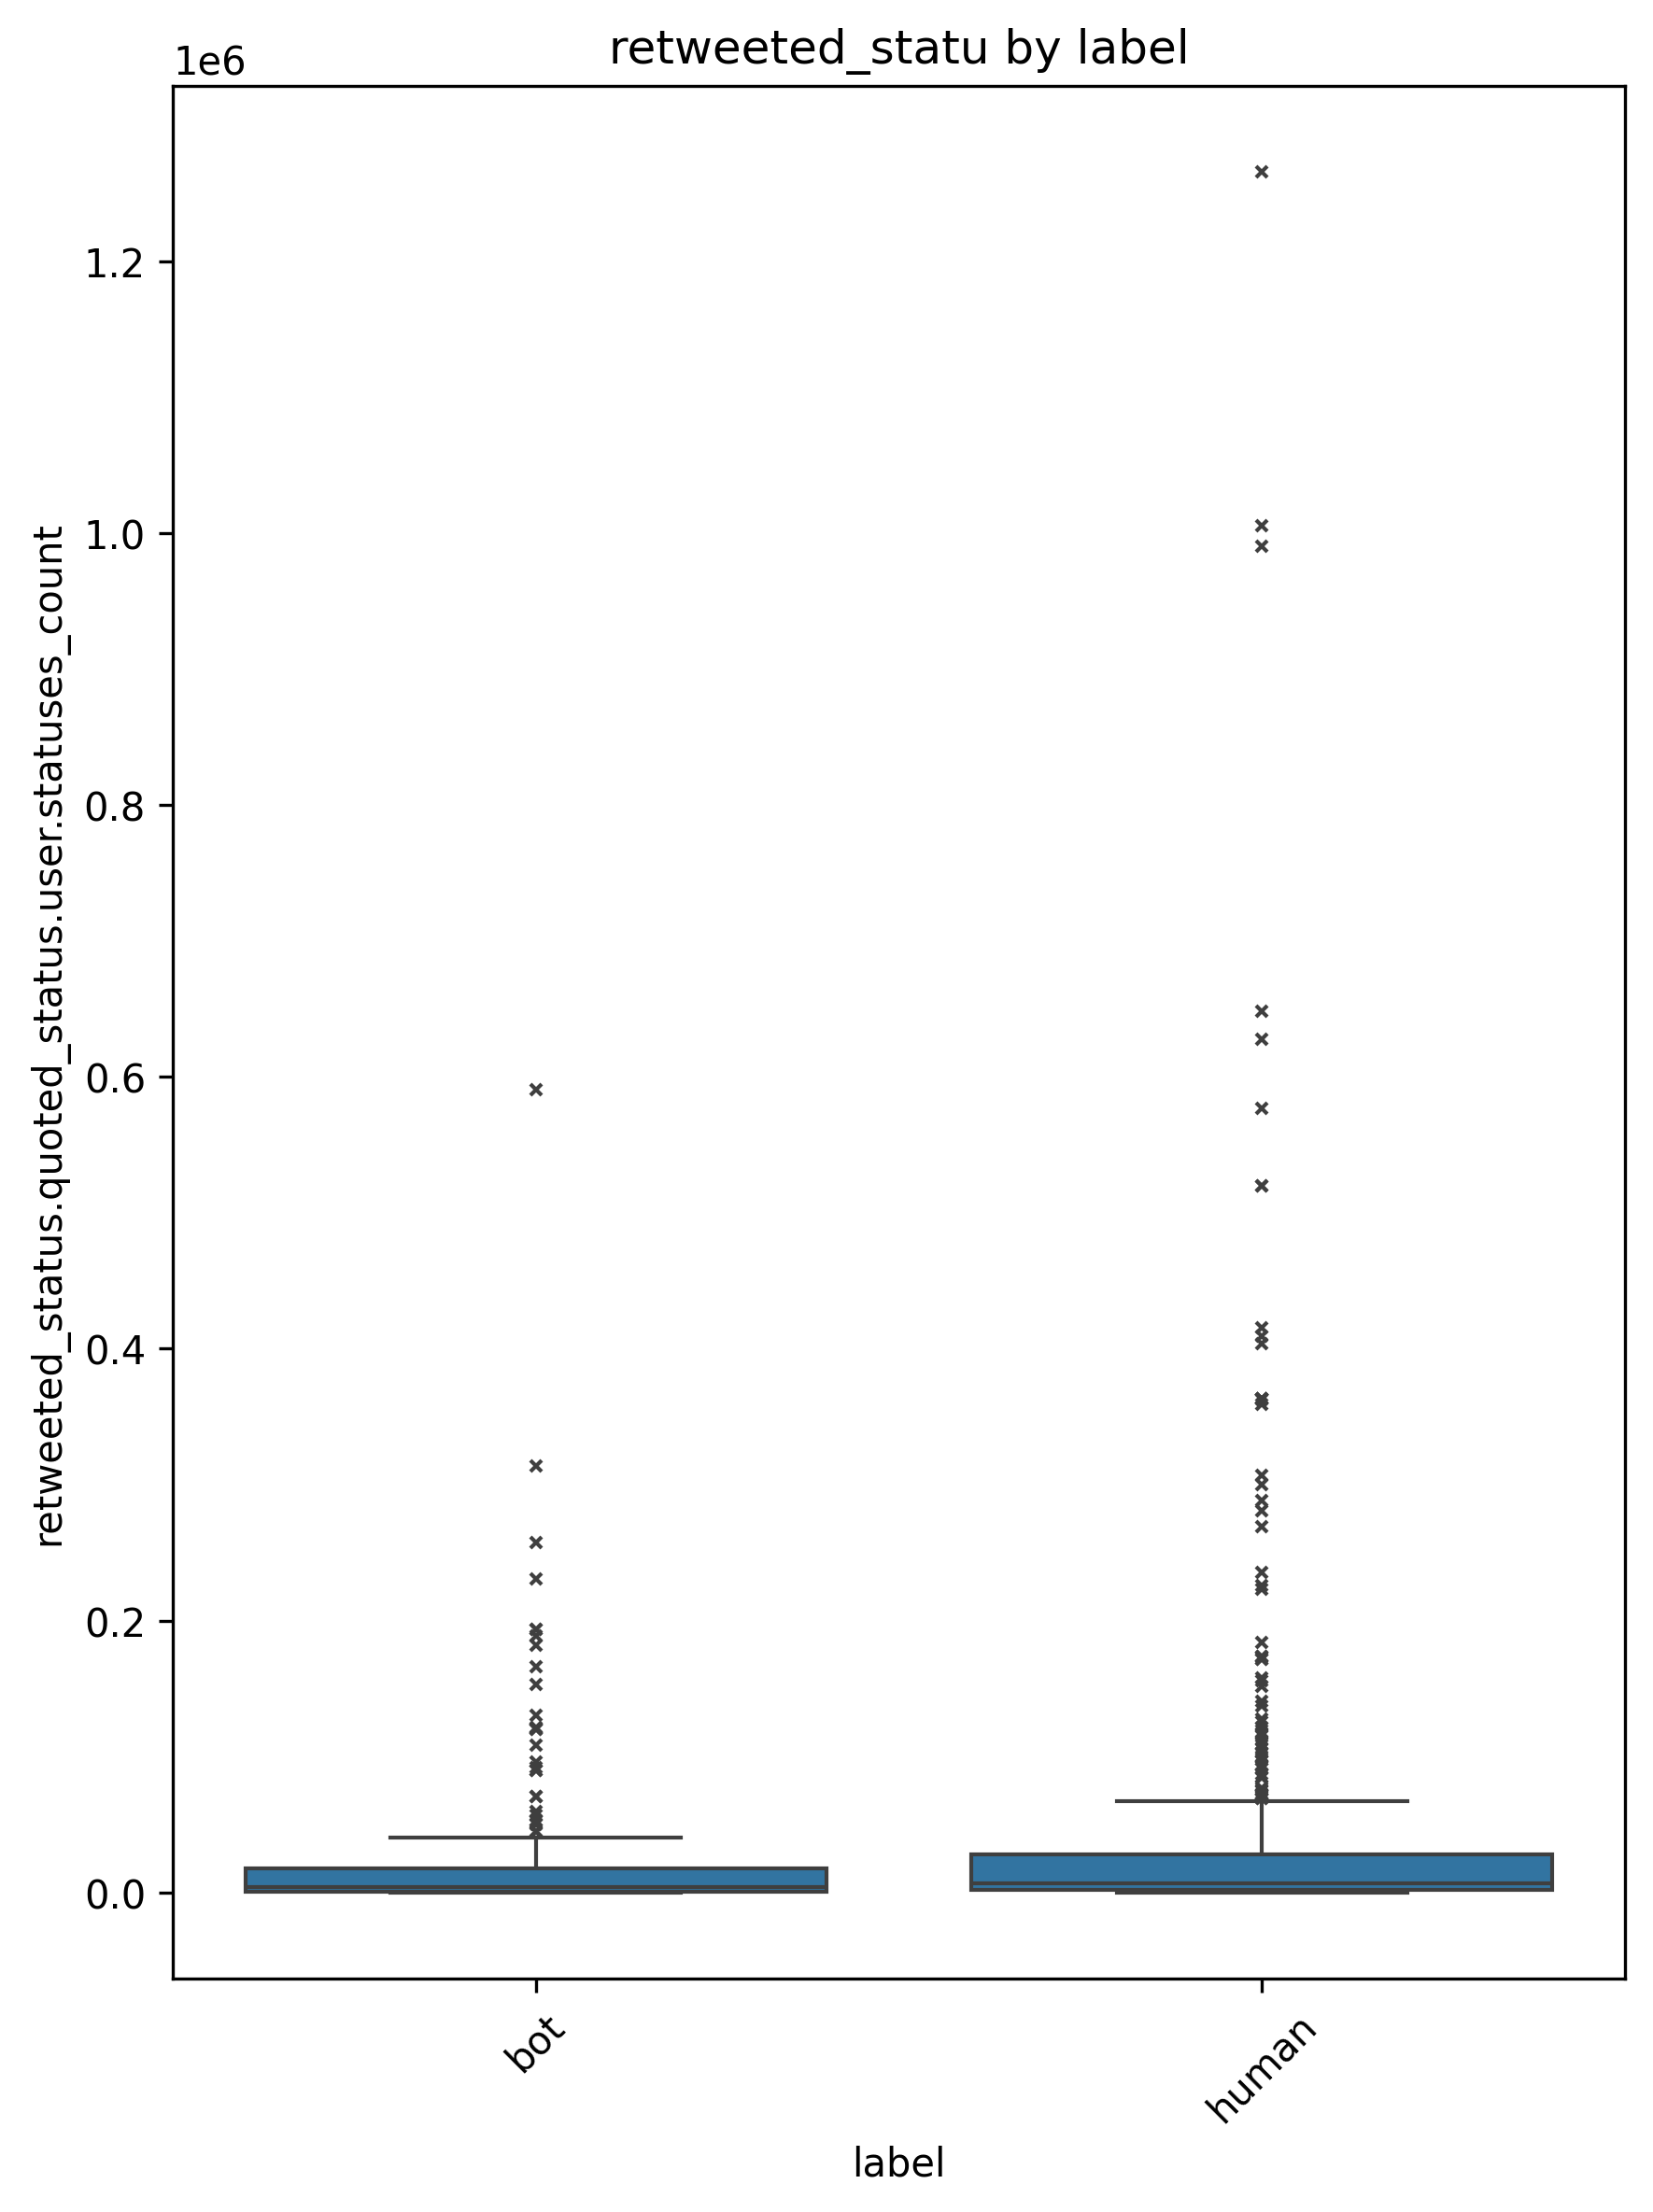 retweeted_statu by label
1e6
1.2
1.0
0.8
0.6
0.4
0.2
0.0
retweeted_status.quoted_status.user.statuses_count
bot
human
label